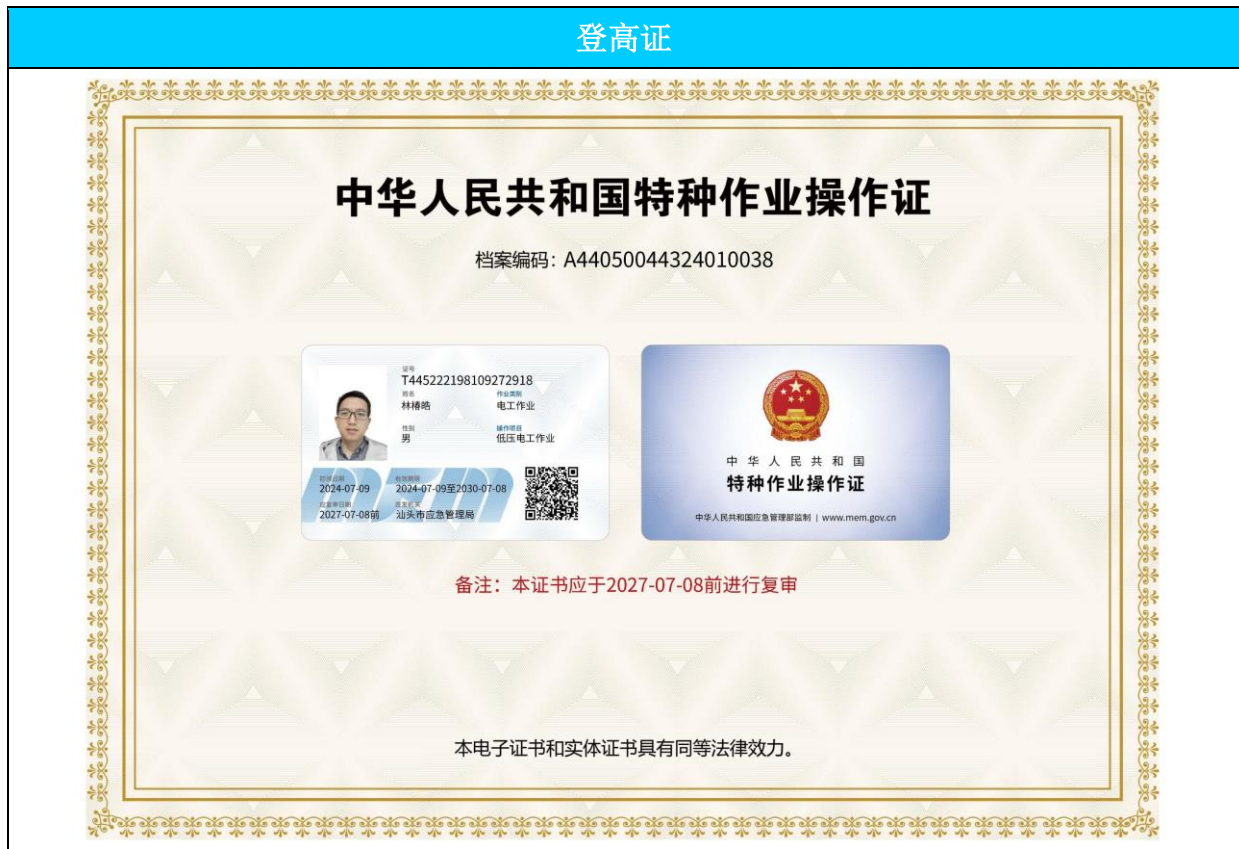 登高证
中华人民共和国特种作业操作证
档案编码：A44050044324010038
证号
T445222198109272918
姓名
林椿皓
作业类别
电工作业
性别
男
操作项目
低压电工作业
初领日期
2024-07-09
有效期限
2024-07-09至2030-07-08
应复审日期
2027-07-08前
签发机关
汕头市应急管理局
中华人民共和国
特种作业操作证
中华人民共和国应急管理部监制 | www.mem.gov.cn
备注：本证书应于2027-07-08前进行复审
本电子证书和实体证书具有同等法律效力。